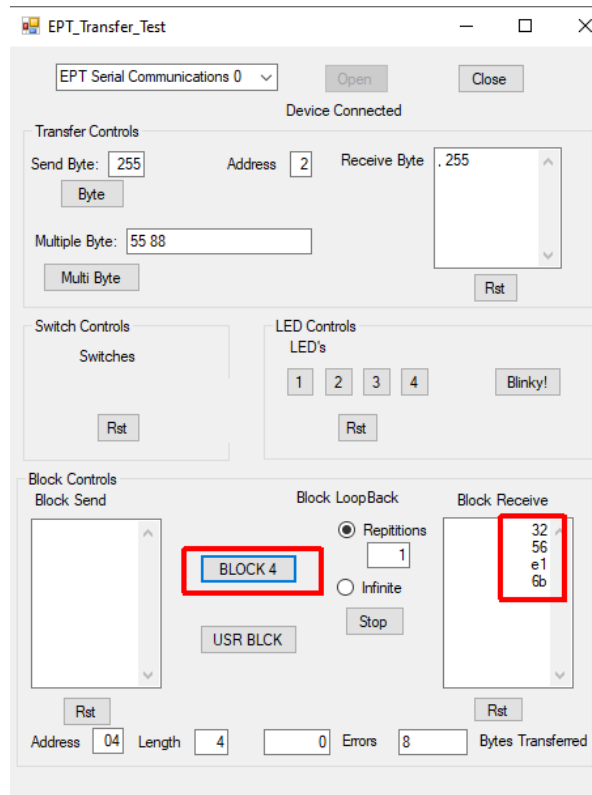 EPT_Transfer_Test
EPT Serial Communications 0
Open
Close
Device Connected
Transfer Controls
Send Byte: 255 Address 2 Receive Byte . 255
Byte
Multiple Byte: 55 88
Multi Byte
Rst
Switch Controls
Switches
Rst
LED Controls
LED's
1 2 3 4 Blinky!
Rst
Block Controls
Block Send
Block LoopBack
Block Receive
Repititions
1
BLOCK 4
Infinite
Stop
USR BLCK
32
56
e1
6b
Rst
Rst
Address 04 Length 4 0 Errors 8 Bytes Transferred